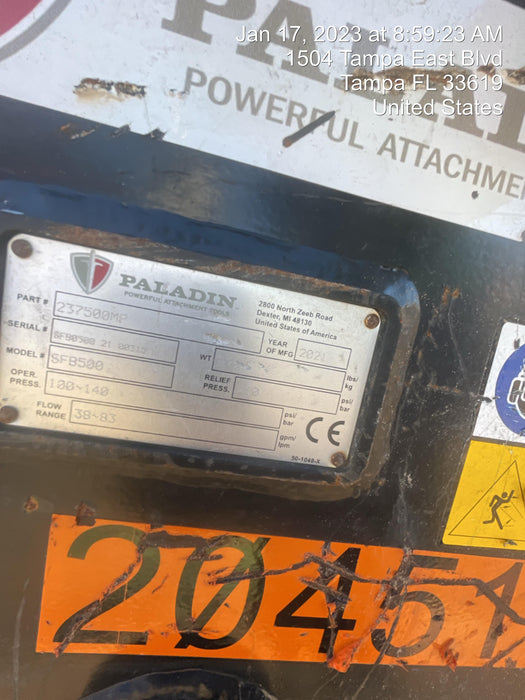 Jan 17, 2023 at 8:59:23 AM
1504 Tampa East Blvd
Tampa FL 33619
United States
POWERFUL ATTACHME
PALADIN
POWERFUL ATTACHMENT TOOLS
2800 North Zeeb Road
Dexter, MI 48130
United States of America
PART # 237500MP
YEAR OF MFG 2021
SERIAL#
WT lbs/kg
MODEL # SFB500
RELIEF PRESS. psi/bar
OPER. PRESS. 100~140 psi/bar
FLOW RANGE 38~83 gpm/lpm
CE
50-1048-X
20451